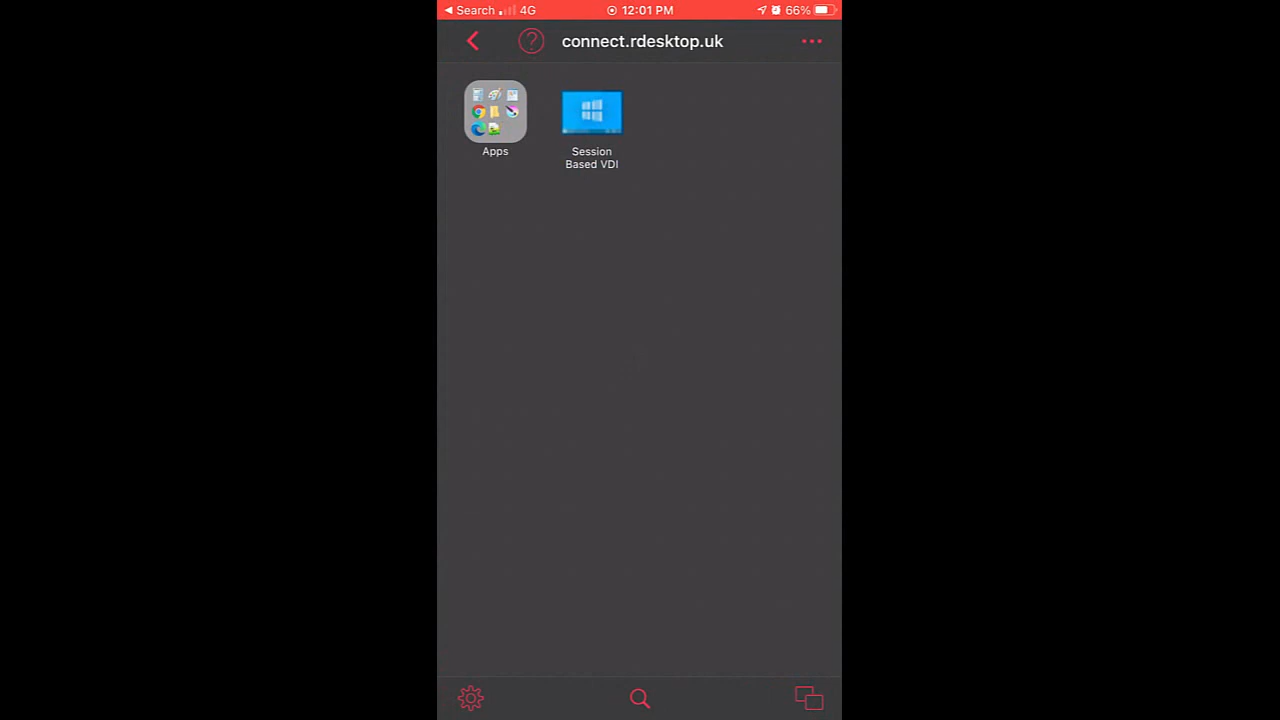 Search 4G 12:01 PM 66%
connect.rdesktop.uk
Apps
Session
Based VDI